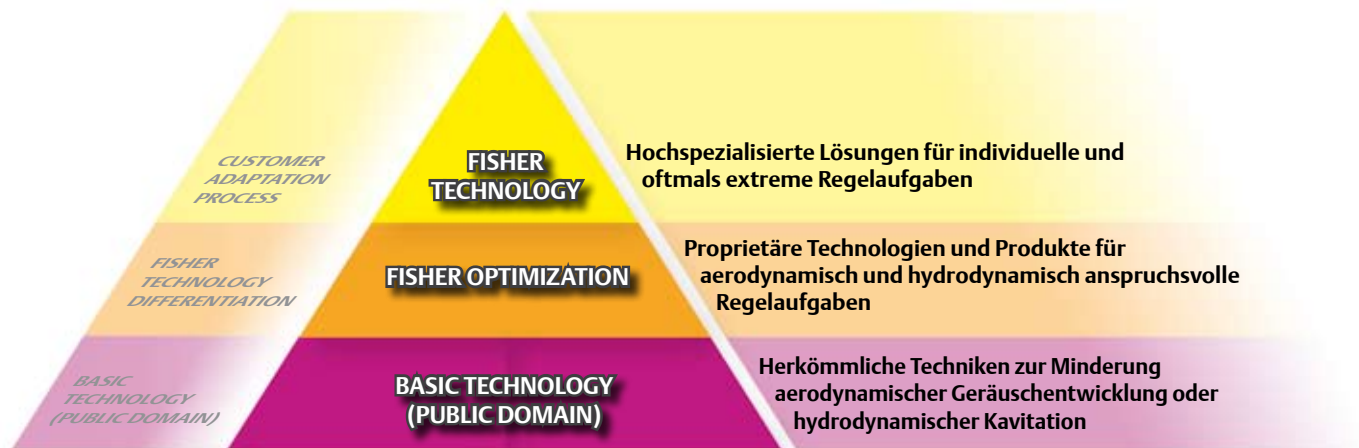 CUSTOMER
ADAPTATION
PROCESS
FISHER
TECHNOLOGY
Hochspezialisierte Lösungen für individuelle und
oftmals extreme Regelaufgaben
FISHER
TECHNOLOGY
DIFFERENTIATION
FISHER OPTIMIZATION
Proprietäre Technologien und Produkte für
aerodynamisch und hydrodynamisch anspruchsvolle
Regelaufgaben
BASIC
TECHNOLOGY
(PUBLIC DOMAIN)
BASIC TECHNOLOGY
(PUBLIC DOMAIN)
Herkömmliche Techniken zur Minderung
aerodynamischer Geräuschentwicklung oder
hydrodynamischer Kavitation